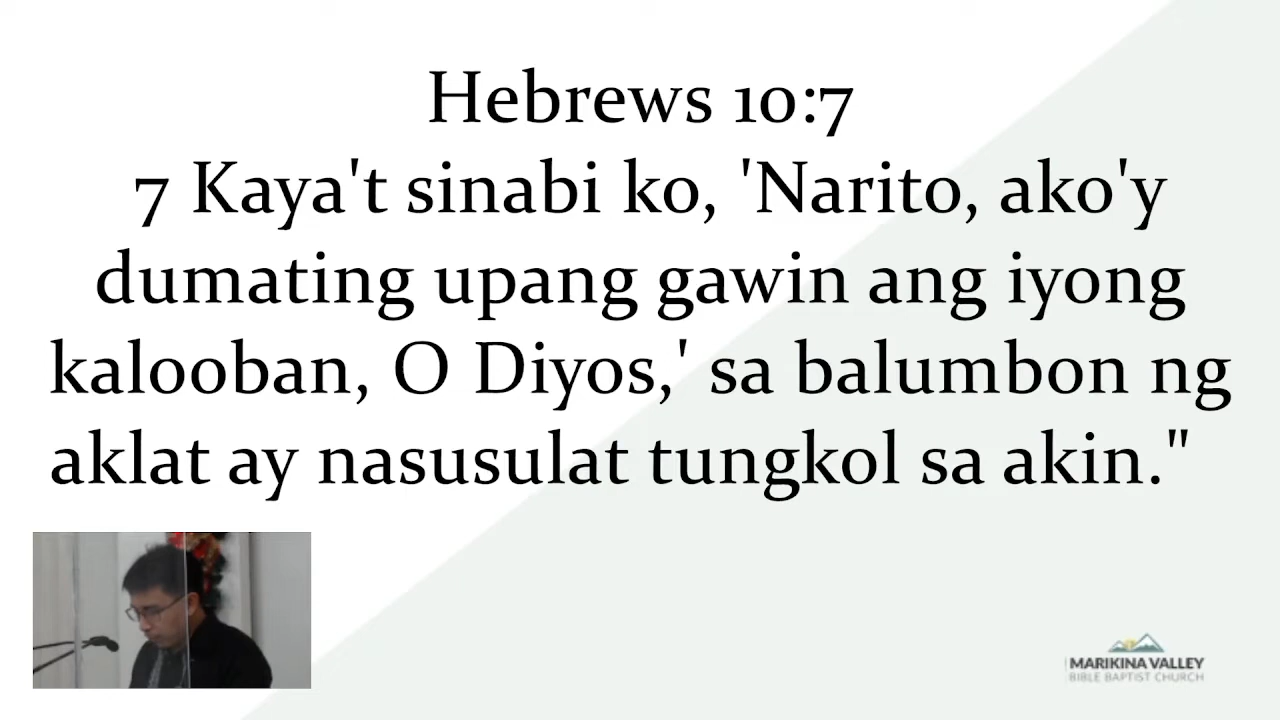 Hebrews 10:7
7 Kaya't sinabi ko, 'Narito, ako'y
dumating upang gawin ang iyong
kalooban, O Diyos,' sa balumbon ng
aklat ay nasusulat tungkol sa akin."
MARIKINA VALLEY
BIBLE BAPTIST CHURCH